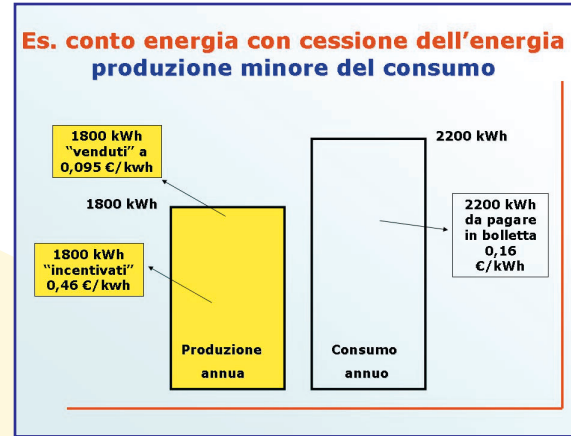 Es. conto energia con cessione dell’energia
produzione minore del consumo
1800 kWh
“venduti” a
0,095 €/kwh
1800 kWh
1800 kWh
“incentivati”
0,46 €/kwh
Produzione
annua
2200 kWh
2200 kWh
da pagare
in bolletta
0,16
€/kWh
Consumo
annuo